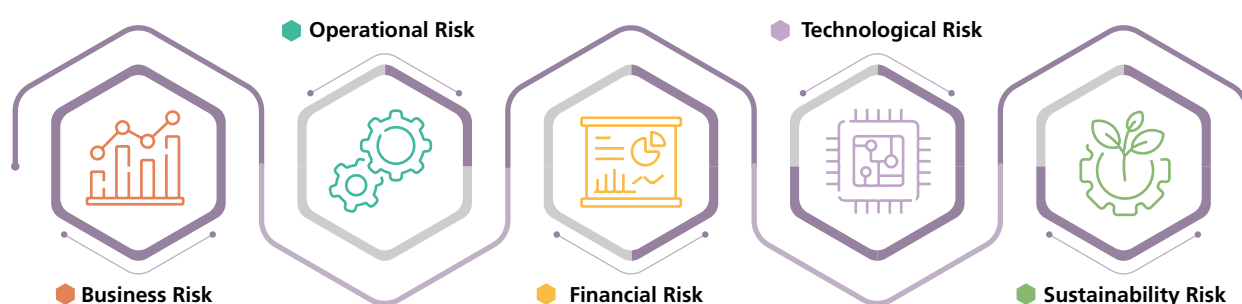 Operational Risk
Technological Risk
Business Risk
Financial Risk
Sustainability Risk